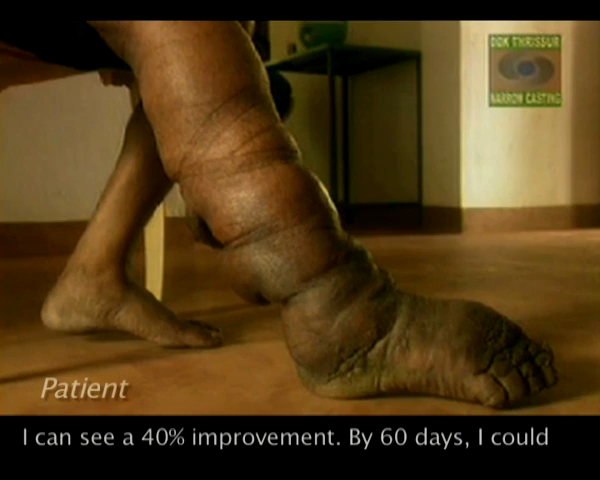 DDK THRISSUR
NARROW CASTING
Patient
I can see a 40% improvement. By 60 days, I could